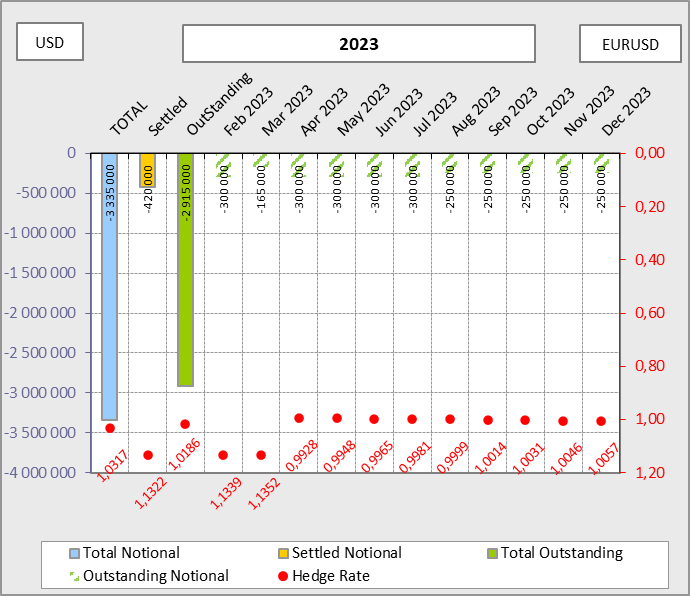 USD
2023
EURUSD
TOTAL
Settled
OutStanding
Feb 2023
Mar 2023
Apr 2023
May 2023
Jun 2023
Jul 2023
Aug 2023
Sep 2023
Oct 2023
Nov 2023
Dec 2023
0
-500 000
-1 000 000
-1 500 000
-2 000 000
-2 500 000
-3 000 000
-3 500 000
-4 000 000
-3 335 000
-420 000
-2 915 000
-300 000
-165 000
-300 000
-300 000
-300 000
-300 000
-250 000
-250 000
-250 000
-250 000
-250 000
0,00
0,20
0,40
0,60
0,80
1,00
1,20
1,0317
1,1322
1,0186
1,1339
1,1352
0,9928
0,9948
0,9965
0,9981
0,9999
1,0014
1,0031
1,0046
1,0057
Total Notional
Settled Notional
Total Outstanding
Outstanding Notional
Hedge Rate